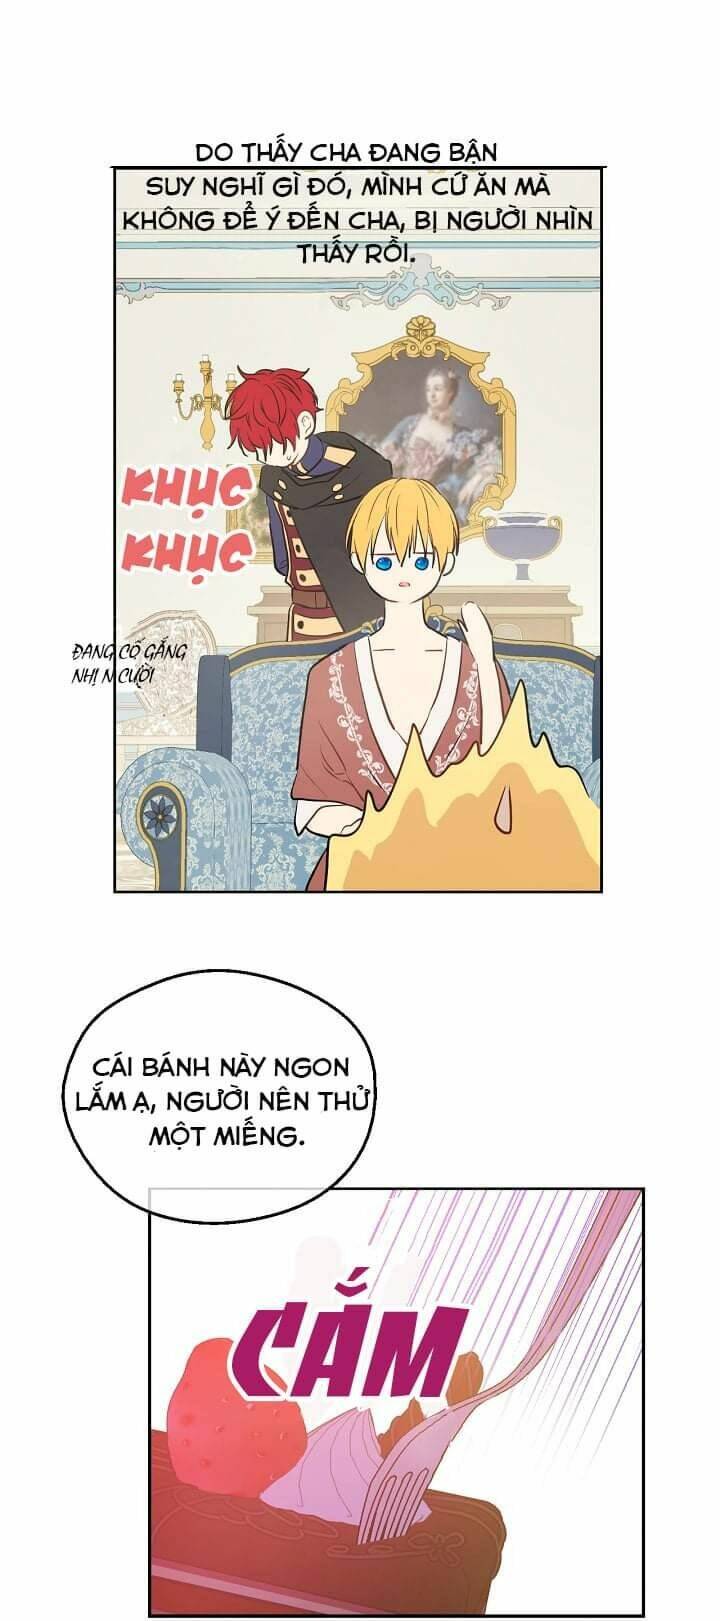 DO THẤY CHA ĐANG BẬN
SUY NGHĨ GÌ ĐÓ, MÌNH CỨ ĂN MÀ
KHÔNG ĐỂ Ý ĐẾN CHA, BỊ NGƯỜI NHÌN
THẤY RỒI.
KHỤC
KHỤC
ĐANG CỐ GẮNG
NHỊN CƯỜI
CÁI BÁNH NÀY NGON
LẮM Ạ, NGƯỜI NÊN THỬ
MỘT MIẾNG.
CẮM